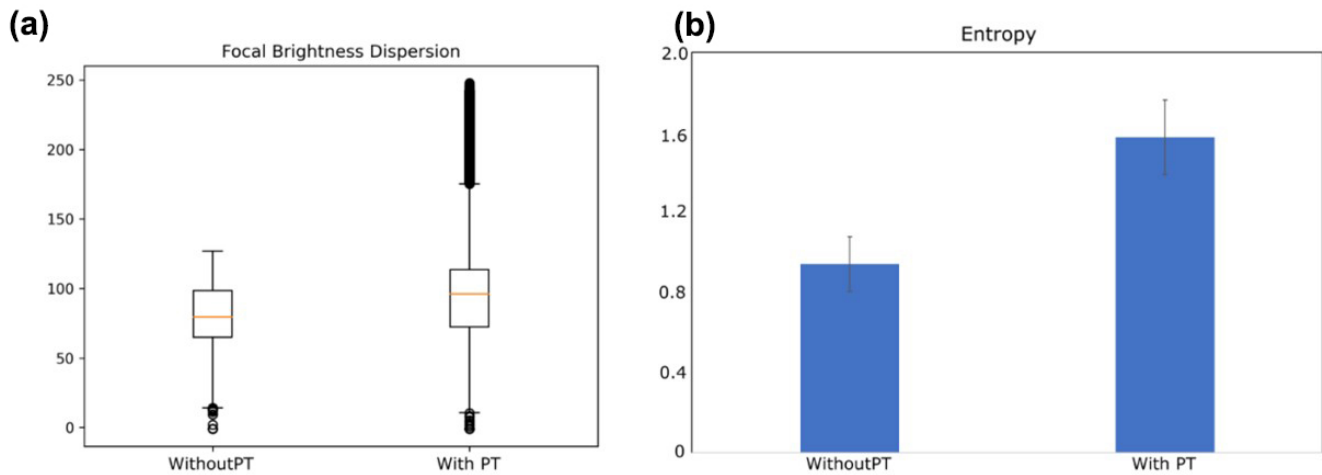 (a)
Focal Brightness Dispersion
250
200
150
100
50
0
WithoutPT With PT
(b)
Entropy
2.0
1.6
1.2
0.8
0.4
0
WithoutPT With PT